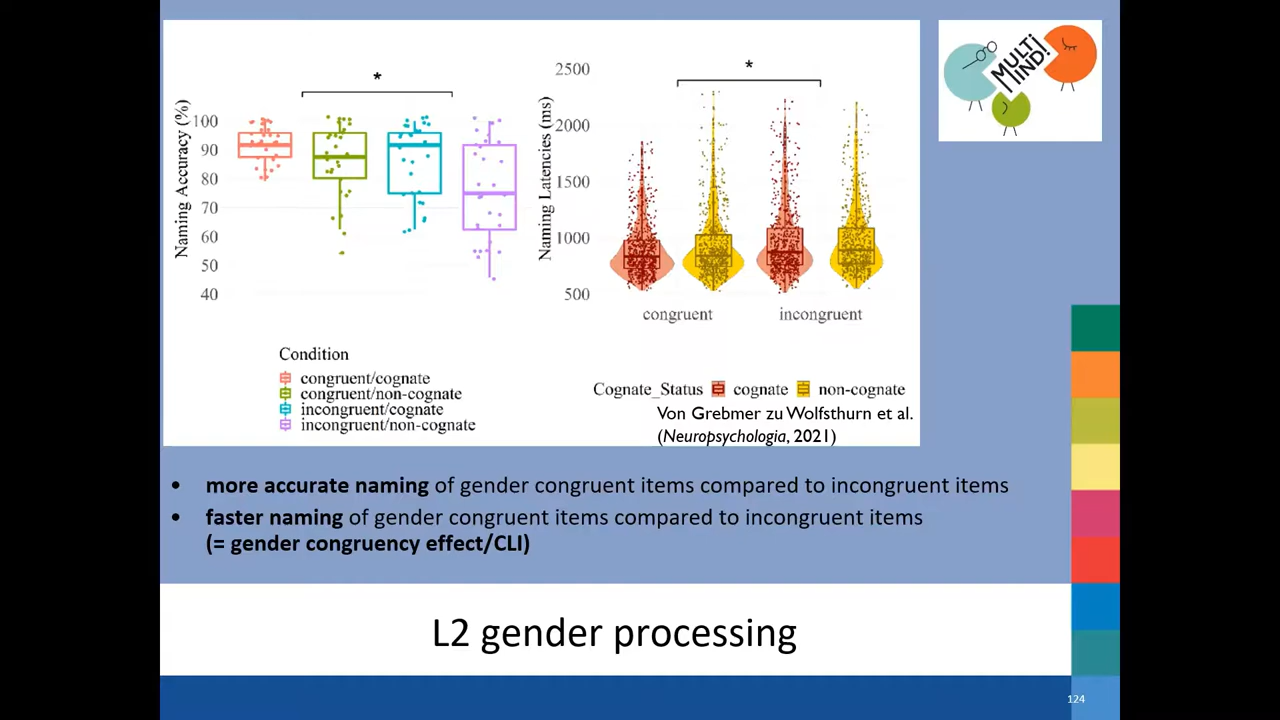 *
Naming Accuracy (%)
100
90
80
70
60
50
40
Condition
congruent/cognate
congruent/non-cognate
incongruent/cognate
incongruent/non-cognate
*
Naming Latencies (ms)
2500
2000
1500
1000
500
congruent incongruent
Cognate_Status cognate non-cognate
Von Grebmer zu Wolfsthurn et al.
(Neuropsychologia, 2021)
MULTI
MIND!
• more accurate naming of gender congruent items compared to incongruent items
• faster naming of gender congruent items compared to incongruent items
(= gender congruency effect/CLI)
L2 gender processing
124